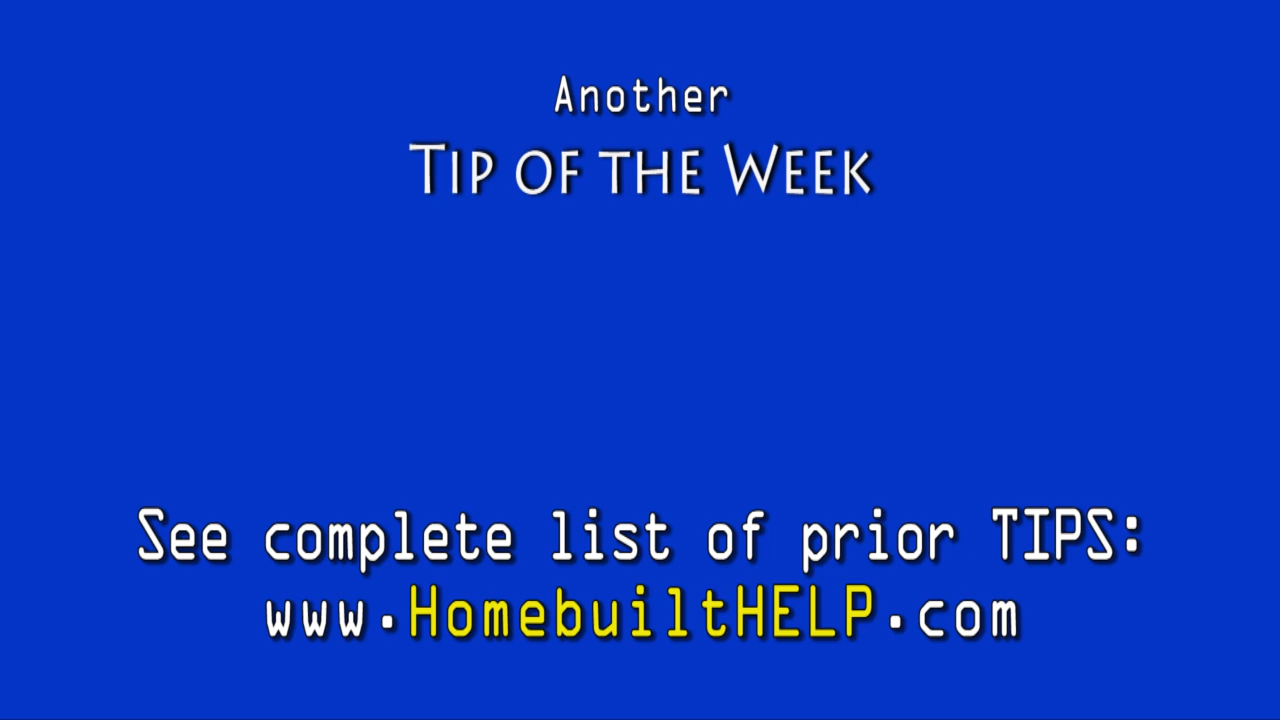 Another
Tip of the Week
See complete list of prior TIPS:
www.HomebuiltHELP.com